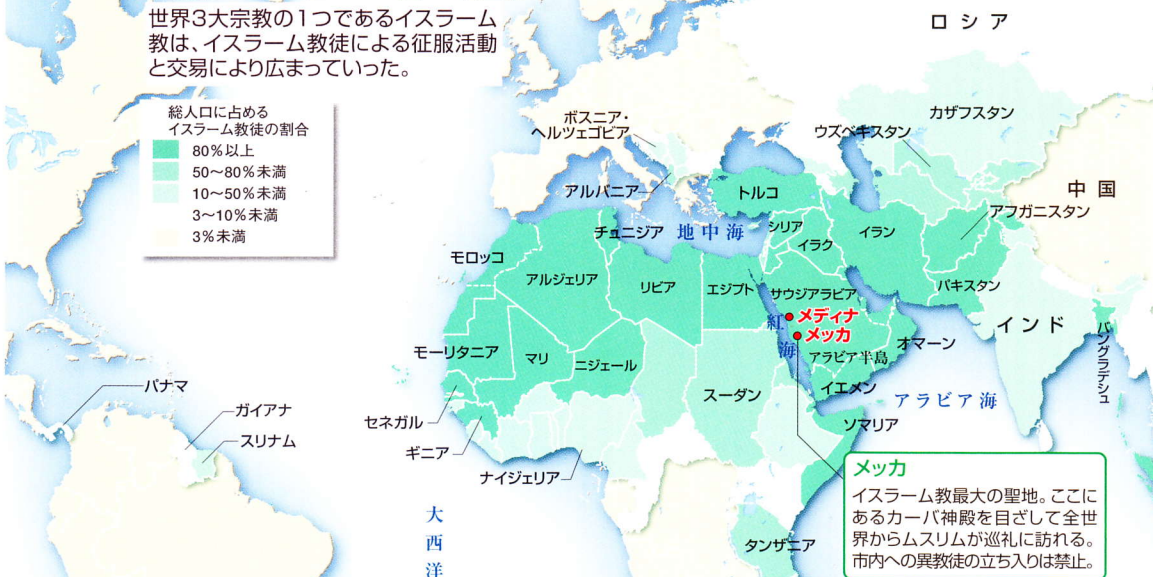 世界3大宗教の1つであるイスラーム
教は、イスラーム教徒による征服活動
と交易により広まっていった。
総人口に占める
イスラーム教徒の割合
80%以上
50〜80%未満
10〜50%未満
3〜10%未満
3%未満
ロシア
カザフスタン
ボスニア・
ヘルツェゴビア
ウズベキスタン
中国
アルバニア
トルコ
アフガニスタン
チュニジア
地中海
シリア
イラク
イラン
モロッコ
アルジェリア
リビア
エジプト
サウジアラビア
パキスタン
メディナ
メッカ
紅海
インド
バングラデシュ
オマーン
アラビア半島
モーリタニア
マリ
ニジェール
スーダン
イエメン
アラビア海
パナマ
ガイアナ
スリナム
セネガル
ギニア
ナイジェリア
ソマリア
タンザニア
大西洋
メッカ
イスラーム教最大の聖地。ここに
あるカーバ神殿を目ざして全世
界からムスリムが巡礼に訪れる。
市内への異教徒の立ち入りは禁止。